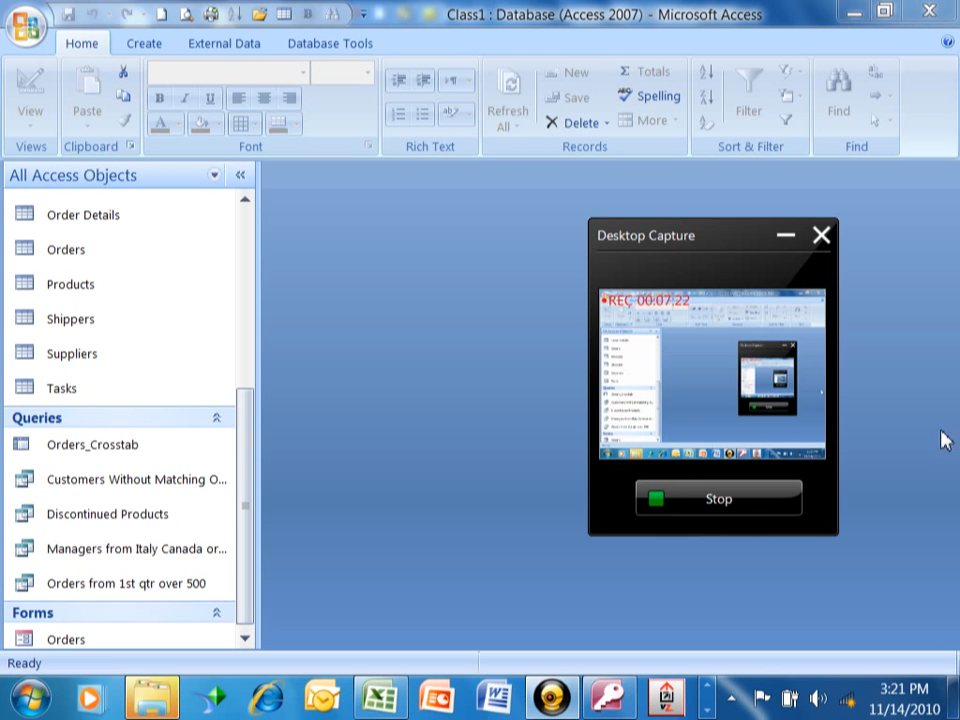 Class1 : Database (Access 2007) - Microsoft Access
Home
Create
External Data
Database Tools
View
Views
Paste
Clipboard
B I U
A
Font
Rich Text
Refresh
All
New
Save
Delete
Σ Totals
ABC Spelling
More
Records
Filter
Sort & Filter
Find
Find
All Access Objects
Order Details
Orders
Products
Shippers
Suppliers
Tasks
Queries
Orders_Crosstab
Customers Without Matching O...
Discontinued Products
Managers from Italy Canada or...
Orders from 1st qtr over 500
Forms
Orders
Desktop Capture
REC 00:07:22
Stop
Ready
3:21 PM
11/14/2010